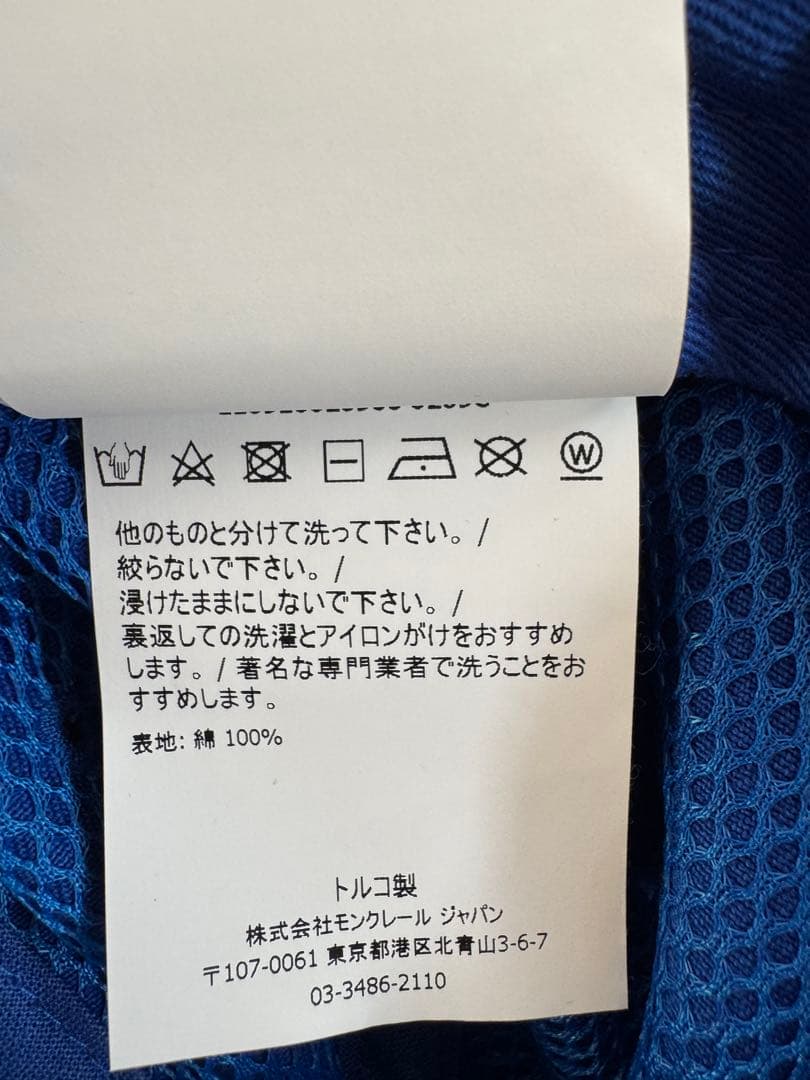 W
他のものと分けて洗って下さい。/
絞らないで下さい。/
浸けたままにしないで下さい。/
裏返しての洗濯とアイロンがけをおすすめ
します。/ 著名な専門業者で洗うことをお
すすめします。
表地: 綿 100%
トルコ製
株式会社モンクレール ジャパン
〒107-0061 東京都港区北青山3-6-7
03-3486-2110